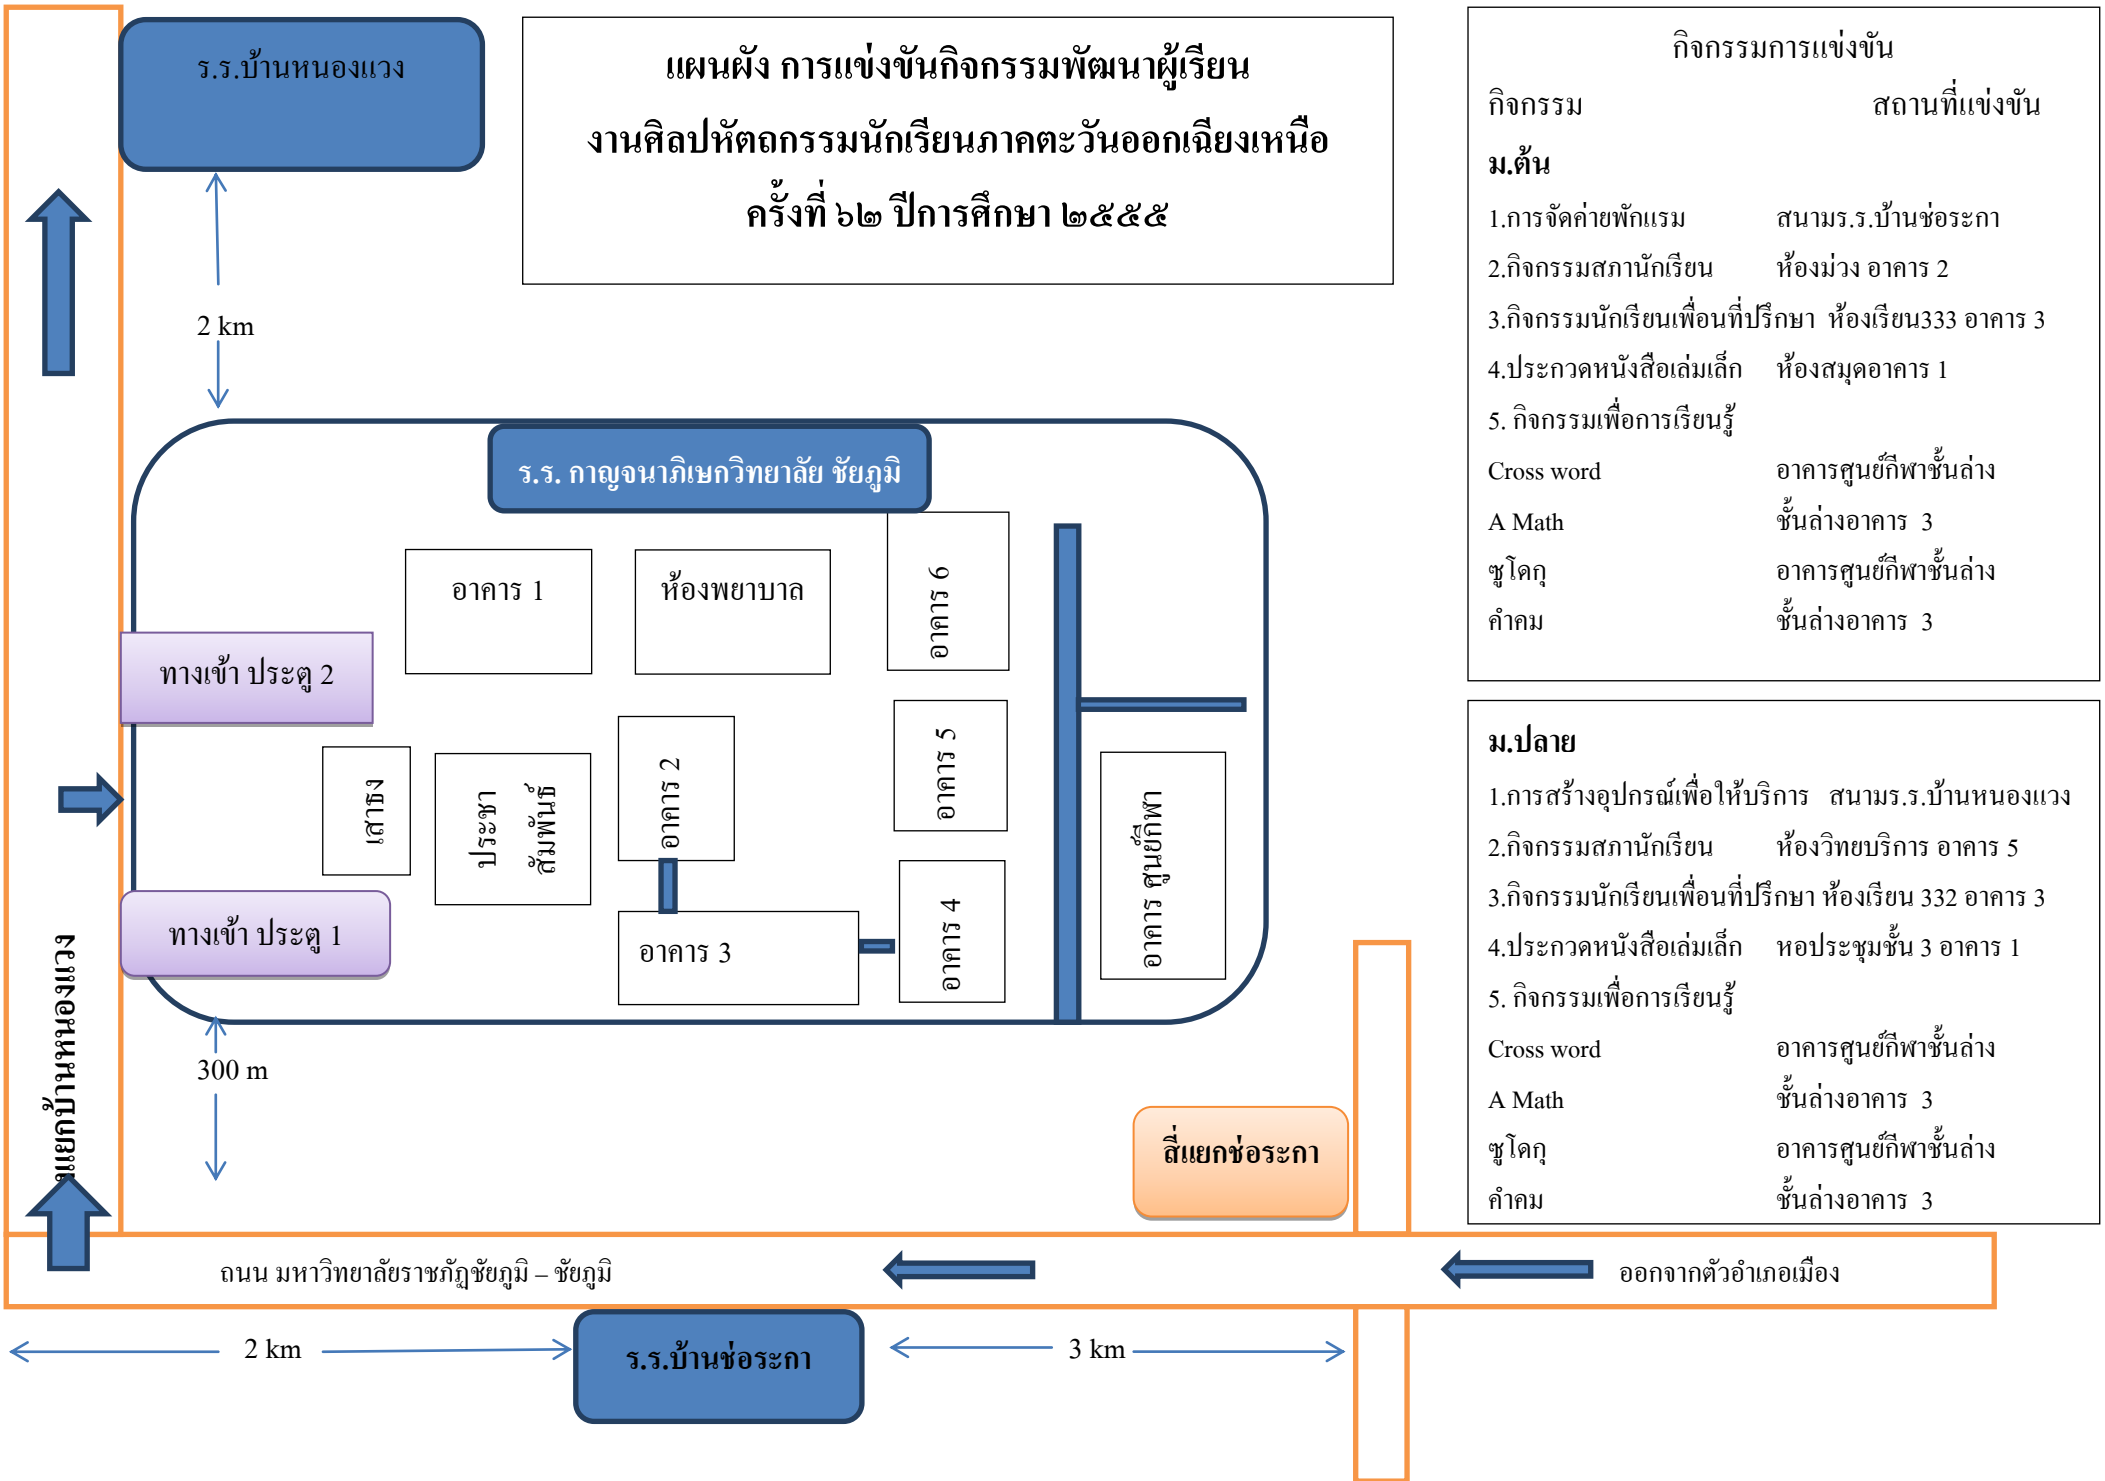 ร.ร.บ้านหนองแวง
แผนผัง การแข่งขันกิจกรรมพัฒนาผู้เรียน
งานศิลปหัตถกรรมนักเรียนภาคตะวันออกเฉียงเหนือ
ครั้งที่ ๖๒ ปีการศึกษา ๒๕๕๕
กิจกรรมการแข่งขัน
กิจกรรม สถานที่แข่งขัน
ม.ต้น
1.การจัดค่ายพักแรม สนามร.ร.บ้านช่อระกา
2.กิจกรรมสภานักเรียน ห้องม่วง อาคาร 2
3.กิจกรรมนักเรียนเพื่อนที่ปรึกษา ห้องเรียน333 อาคาร 3
4.ประกวดหนังสือเล่มเล็ก ห้องสมุดอาคาร 1
5. กิจกรรมเพื่อการเรียนรู้
Cross word อาคารศูนย์กีฬาชั้นล่าง
A Math ชั้นล่างอาคาร 3
ซูโดกุ อาคารศูนย์กีฬาชั้นล่าง
คำคม ชั้นล่างอาคาร 3
ม.ปลาย
1.การสร้างอุปกรณ์เพื่อให้บริการ สนามร.ร.บ้านหนองแวง
2.กิจกรรมสภานักเรียน ห้องวิทยบริการ อาคาร 5
3.กิจกรรมนักเรียนเพื่อนที่ปรึกษา ห้องเรียน 332 อาคาร 3
4.ประกวดหนังสือเล่มเล็ก หอประชุมชั้น 3 อาคาร 1
5. กิจกรรมเพื่อการเรียนรู้
Cross word อาคารศูนย์กีฬาชั้นล่าง
A Math ชั้นล่างอาคาร 3
ซูโดกุ อาคารศูนย์กีฬาชั้นล่าง
คำคม ชั้นล่างอาคาร 3
2 km
ร.ร. กาญจนาภิเษกวิทยาลัย ชัยภูมิ
อาคาร 1
ห้องพยาบาล
อาคาร 6
ทางเข้า ประตู 2
เสาธง
ประชา
สัมพันธ์
อาคาร 2
อาคาร 5
อาคาร ศูนย์กีฬา
ทางเข้า ประตู 1
อาคาร 3
อาคาร 4
แยกบ้านหนองแวง
300 m
สี่แยกช่อระกา
ถนน มหาวิทยาลัยราชภัฏชัยภูมิ – ชัยภูมิ
ออกจากตัวอำเภอเมือง
2 km
ร.ร.บ้านช่อระกา
3 km